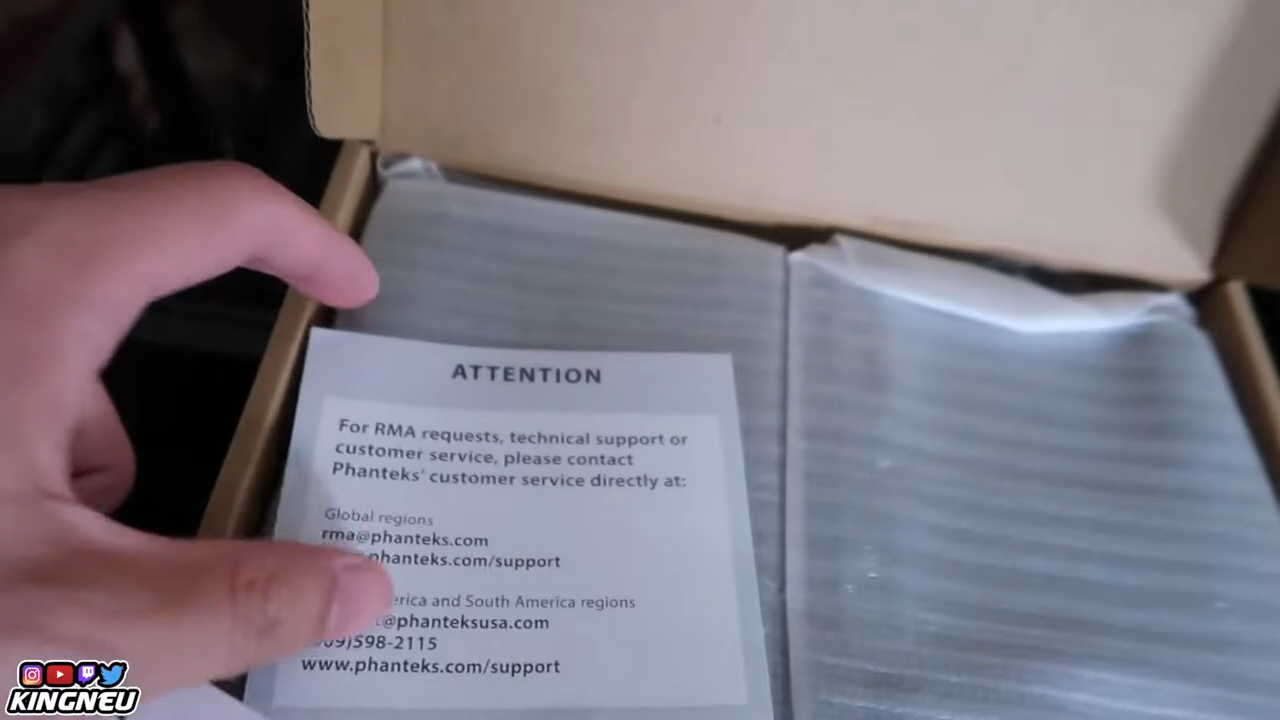 ATTENTION
For RMA requests, technical support or
customer service, please contact
Phanteks' customer service directly at:
Global regions
rma@phanteks.com
phanteks.com/support
and South America regions
@phanteksusa.com
598-2115
www.phanteks.com/support
KINGNEU